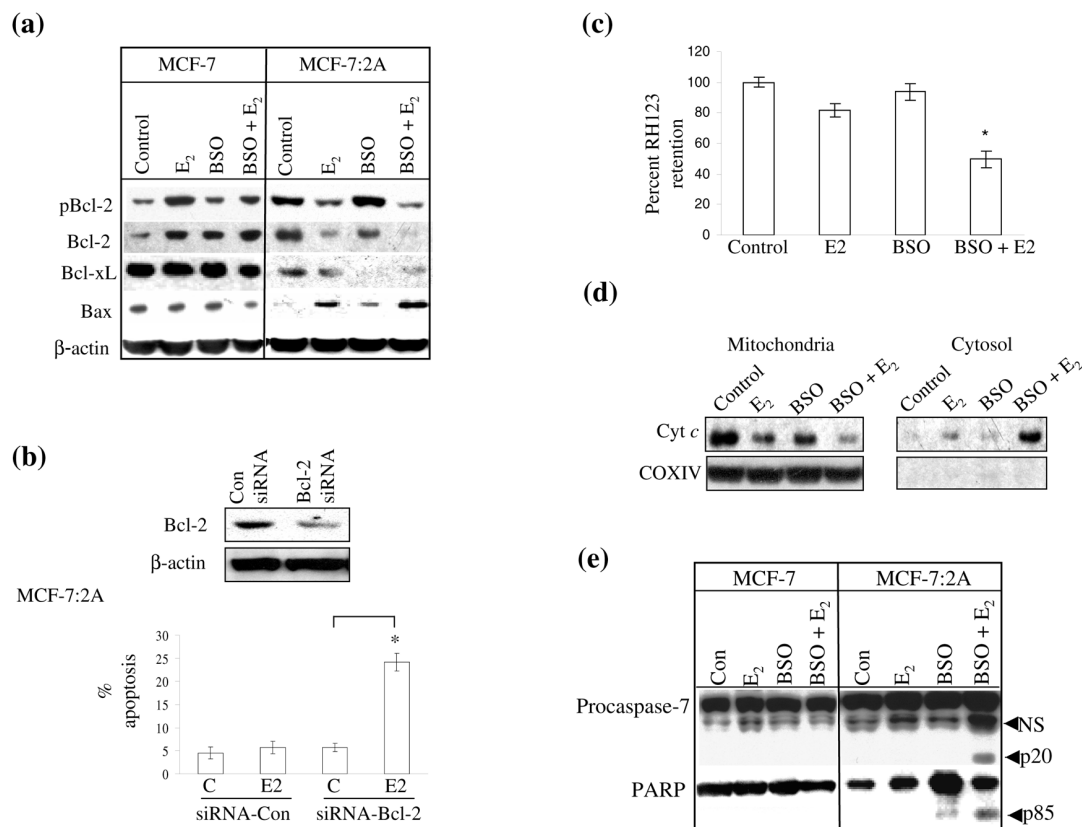 (a)
MCF-7 MCF-7:2A
Control E₂ BSO BSO + E₂ Control E₂ BSO BSO + E₂
pBcl-2
Bcl-2
Bcl-xL
Bax
β-actin
(b)
Con siRNA Bcl-2 siRNA
Bcl-2
β-actin
MCF-7:2A
% apoptosis
30
25
20
15
10
5
0
*
C E2 C E2
siRNA-Con siRNA-Bcl-2
(c)
Percent RH123 retention
120
100
80
60
40
20
0
*
Control E2 BSO BSO + E2
(d)
Mitochondria Cytosol
Control E₂ BSO BSO + E₂ Control E₂ BSO BSO + E₂
Cyt c
COXIV
(e)
MCF-7 MCF-7:2A
Con E₂ BSO BSO + E₂ Con E₂ BSO BSO + E₂
Procaspase-7
NS
p20
PARP
p85